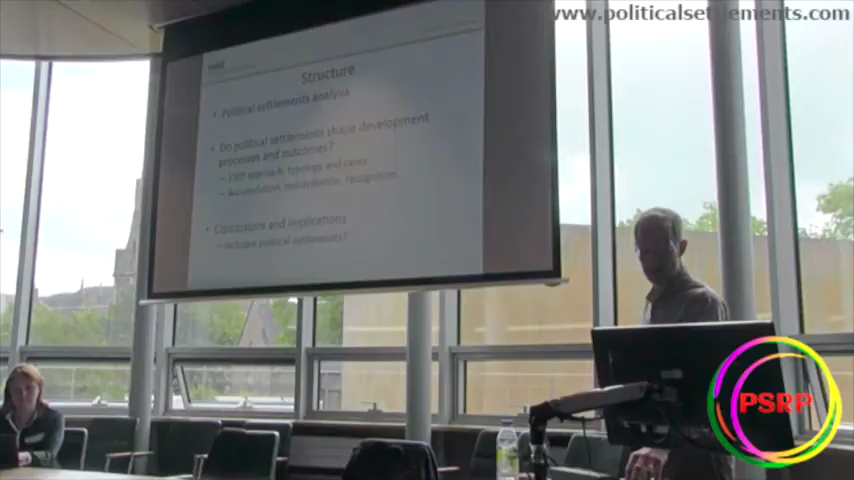 www.politicalsettlements.com
Structure
• Political settlements analysis
• Do political settlements shape development
processes and outcomes?
– ESID approach: typology and cases
– Accumulation, redistribution, recognition
• Conclusions and implications
– Inclusive political settlements?
PSRP